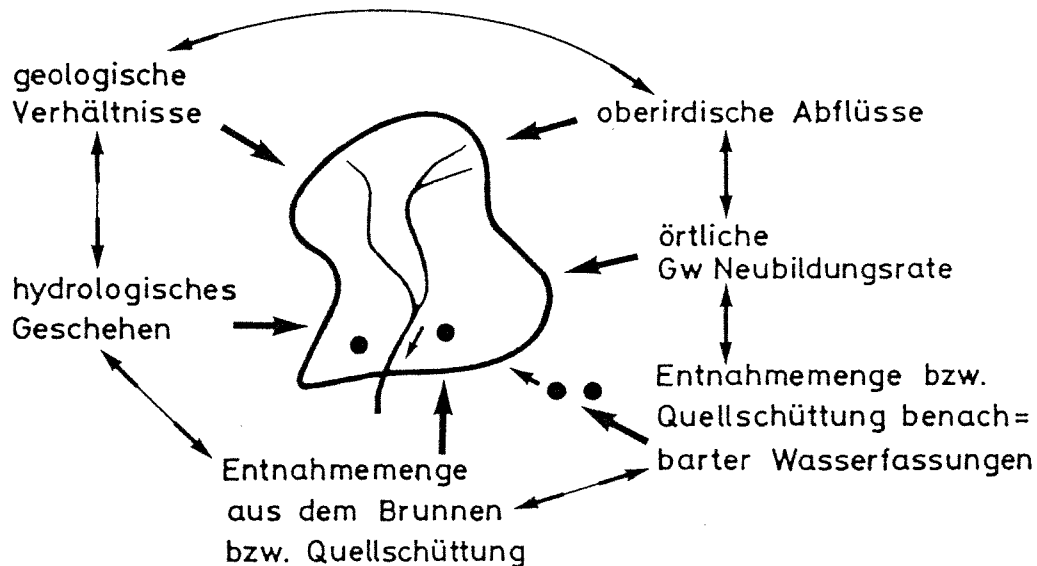 geologische
Verhältnisse
oberirdische Abflüsse
örtliche
Gw Neubildungsrate
hydrologisches
Geschehen
Entnahmemenge bzw.
Quellschüttung benach=
barter Wasserfassungen
Entnahmemenge
aus dem Brunnen
bzw. Quellschüttung